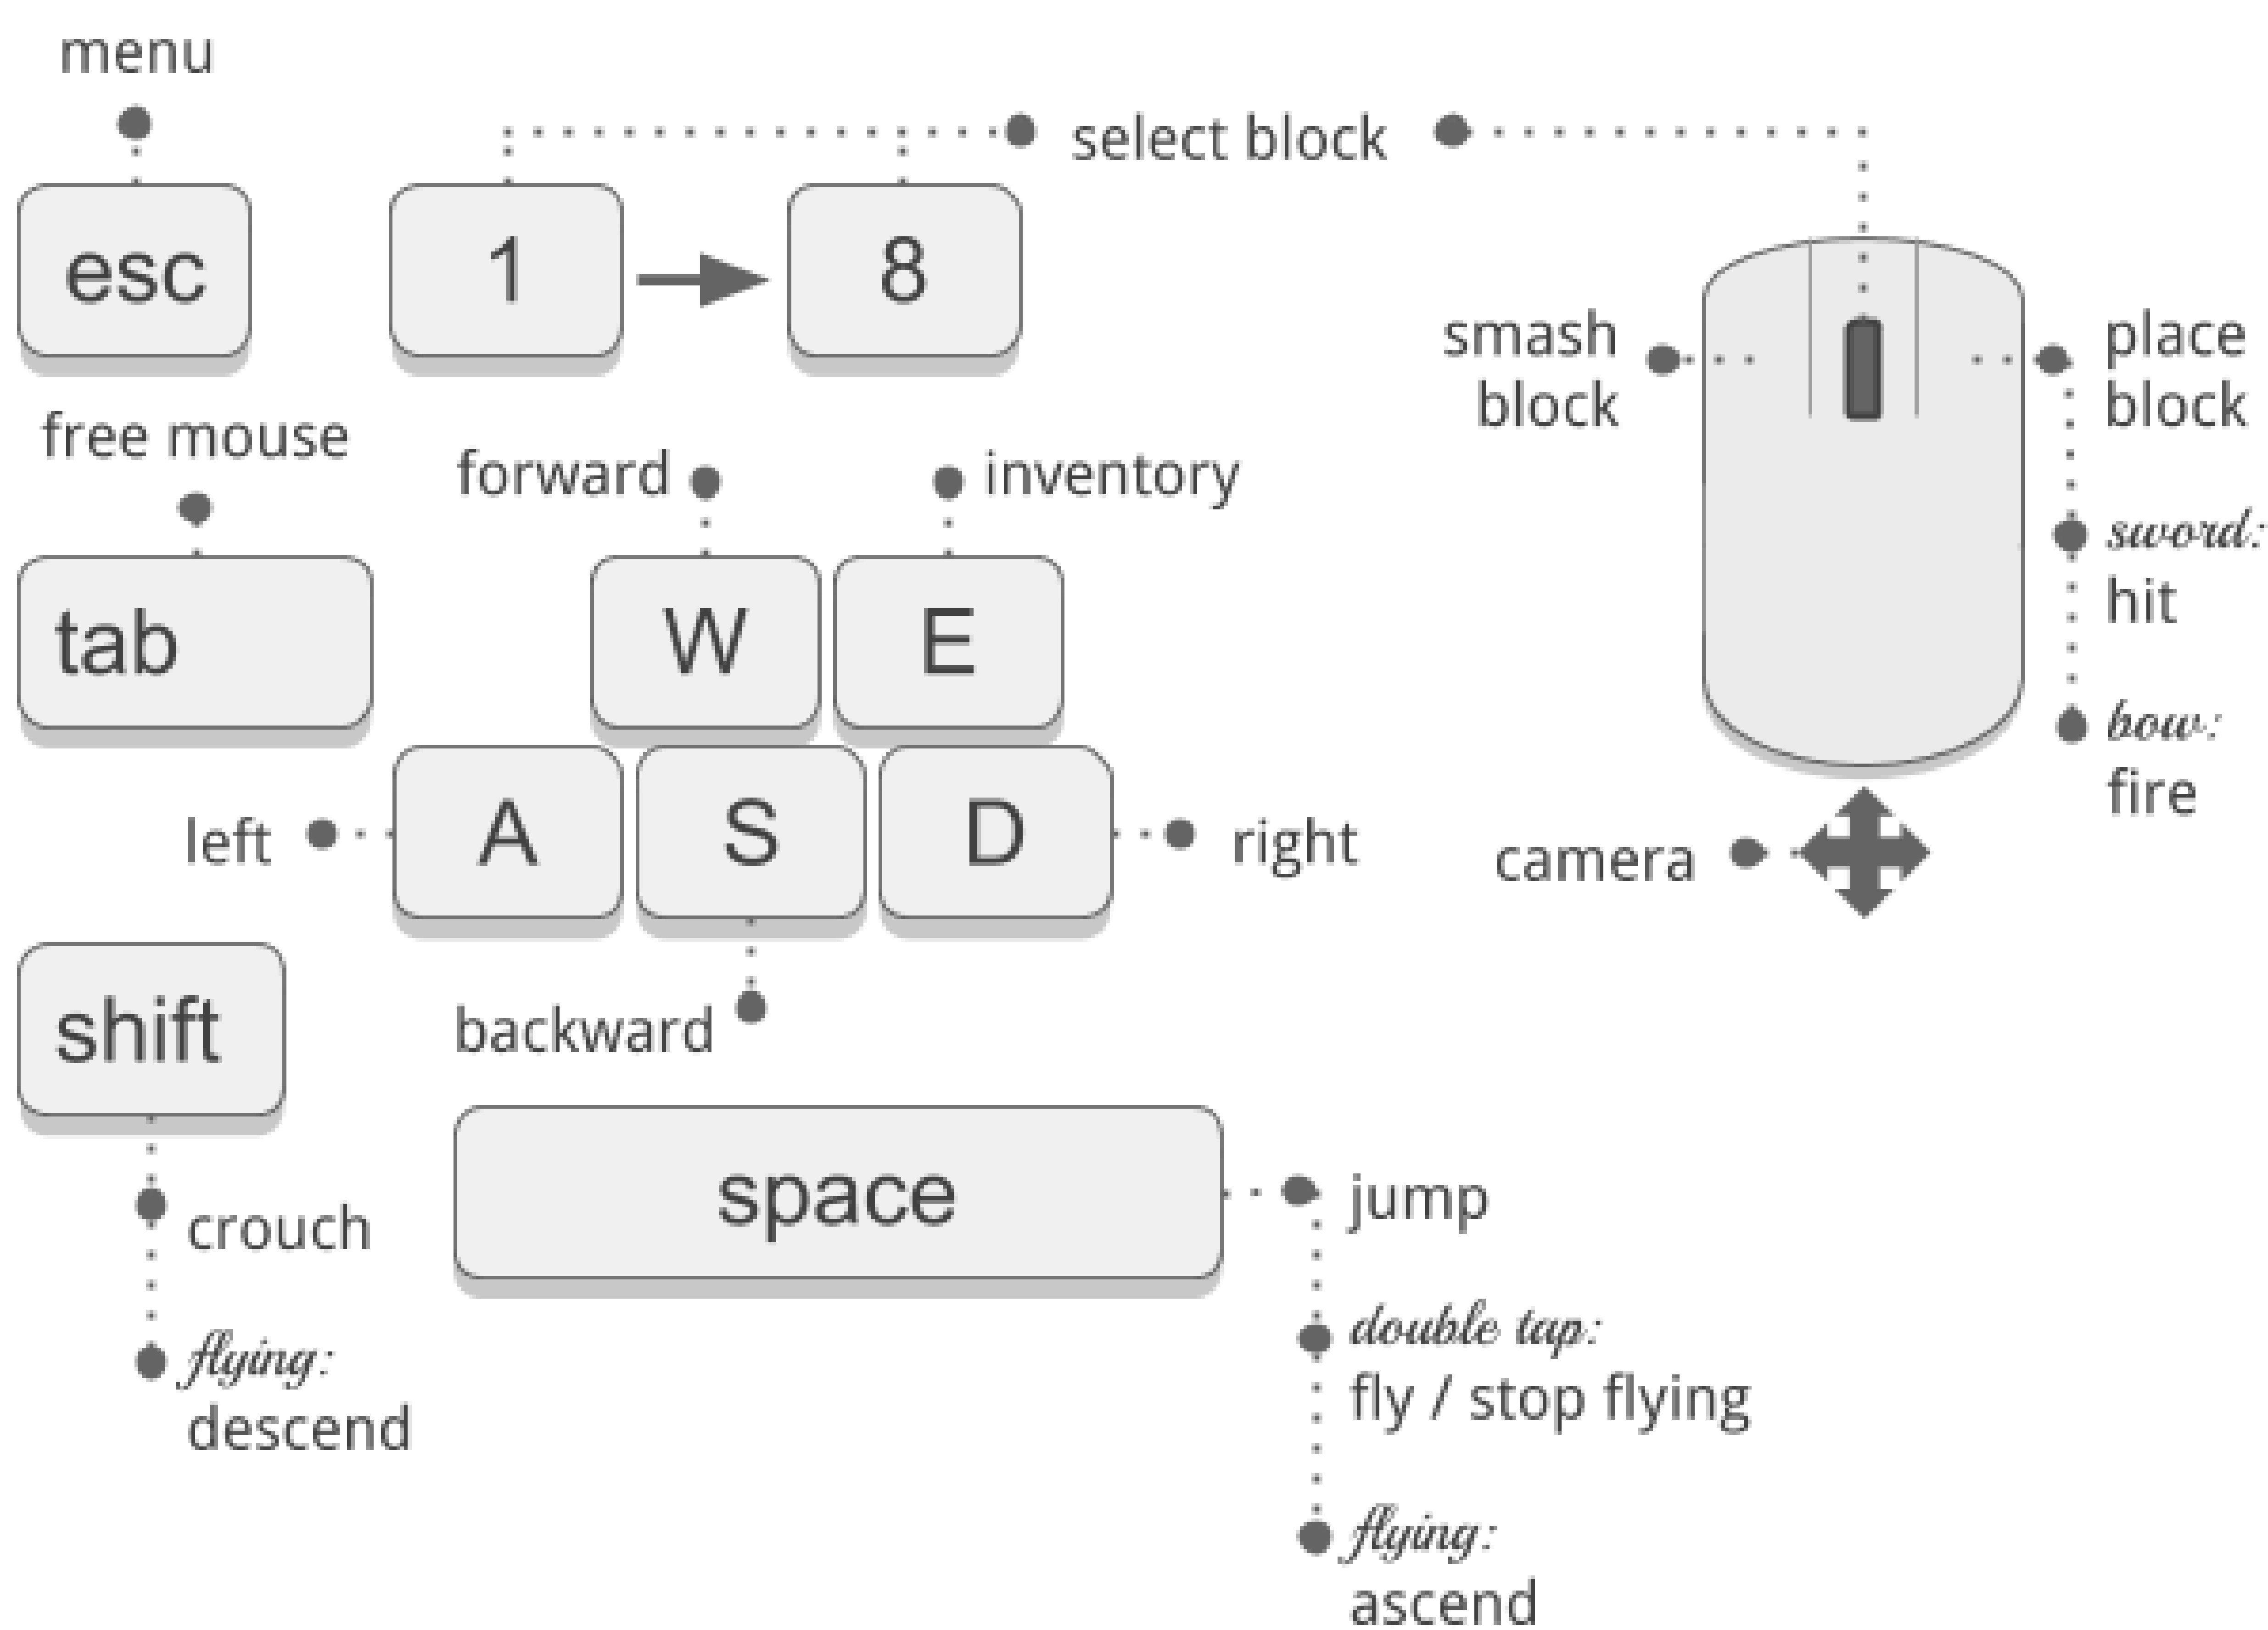 menu
select block
esc
1
8
smash
block
place
block
free mouse
forward
inventory
sword:
hit
tab
W
E
bow:
fire
left
A
S
D
right
camera
shift
backward
crouch
space
jump
flying:
descend
double tap:
fly / stop flying
flying:
ascend